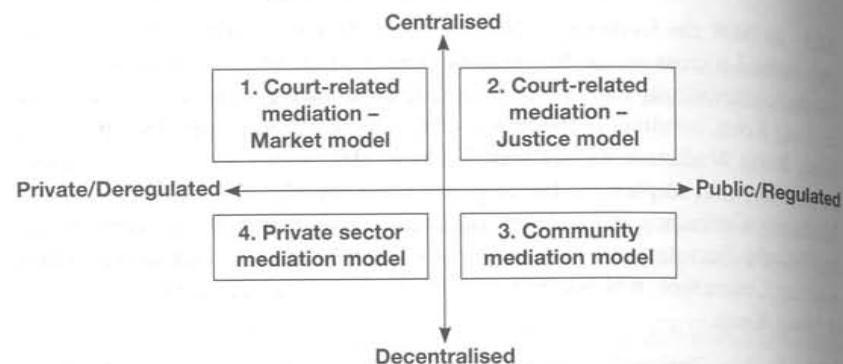 Centralised
1. Court-related
mediation –
Market model
2. Court-related
mediation –
Justice model
Private/Deregulated
Public/Regulated
4. Private sector
mediation model
3. Community
mediation model
Decentralised